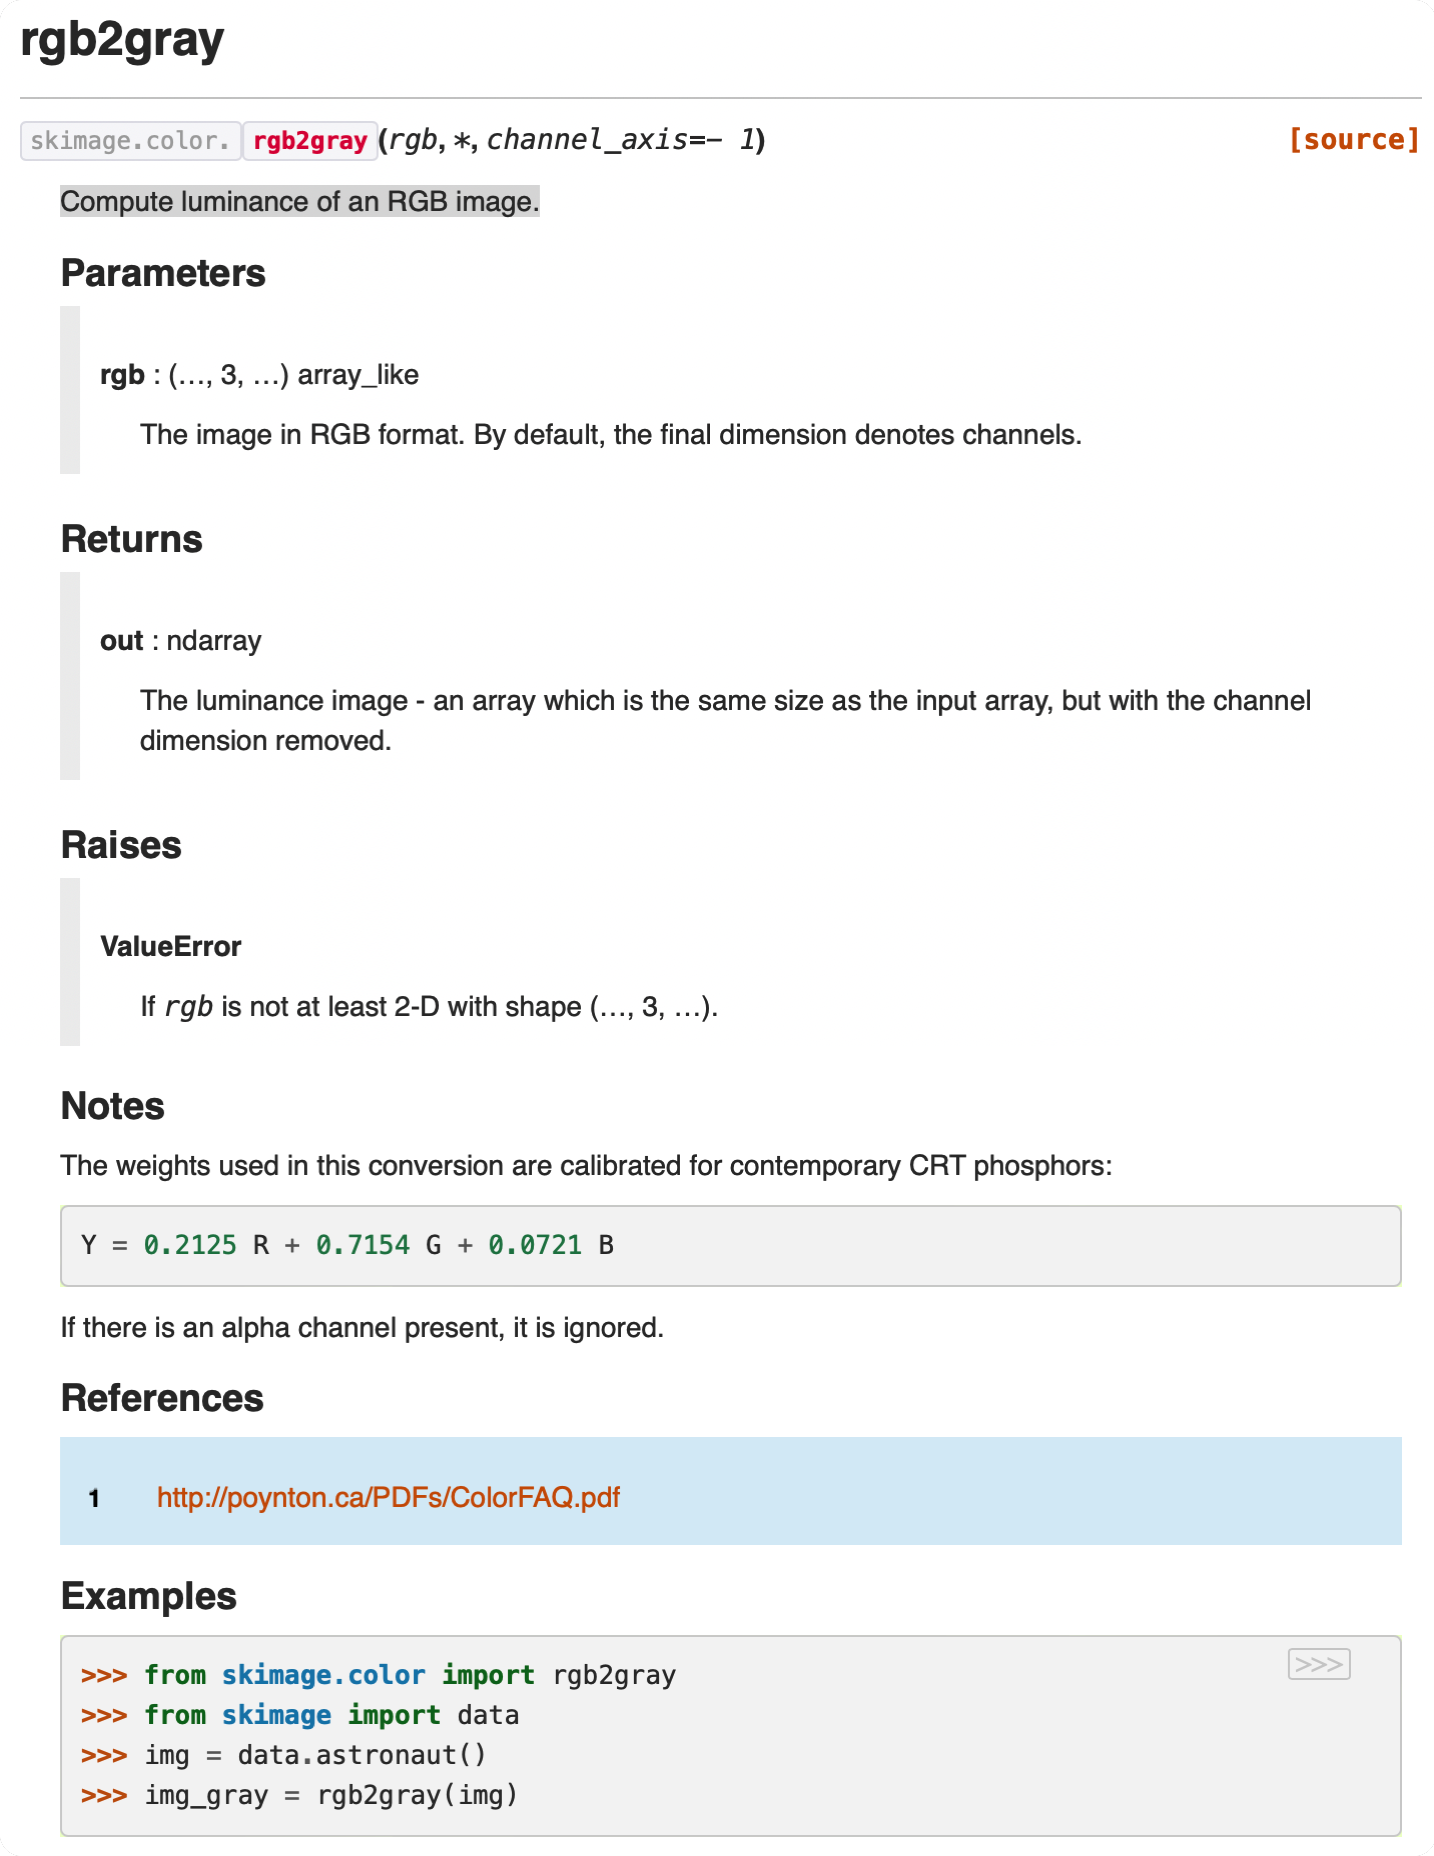 rgb2gray
skimage.color. rgb2gray(rgb, *, channel_axis=- 1) [source]
Compute luminance of an RGB image.
Parameters
rgb : (…, 3, …) array_like
The image in RGB format. By default, the final dimension denotes channels.
Returns
out : ndarray
The luminance image - an array which is the same size as the input array, but with the channel
dimension removed.
Raises
ValueError
If rgb is not at least 2-D with shape (…, 3, …).
Notes
The weights used in this conversion are calibrated for contemporary CRT phosphors:
Y = 0.2125 R + 0.7154 G + 0.0721 B
If there is an alpha channel present, it is ignored.
References
1 http://poynton.ca/PDFs/ColorFAQ.pdf
Examples
>>>
>>> from skimage.color import rgb2gray
>>> from skimage import data
>>> img = data.astronaut()
>>> img_gray = rgb2gray(img)